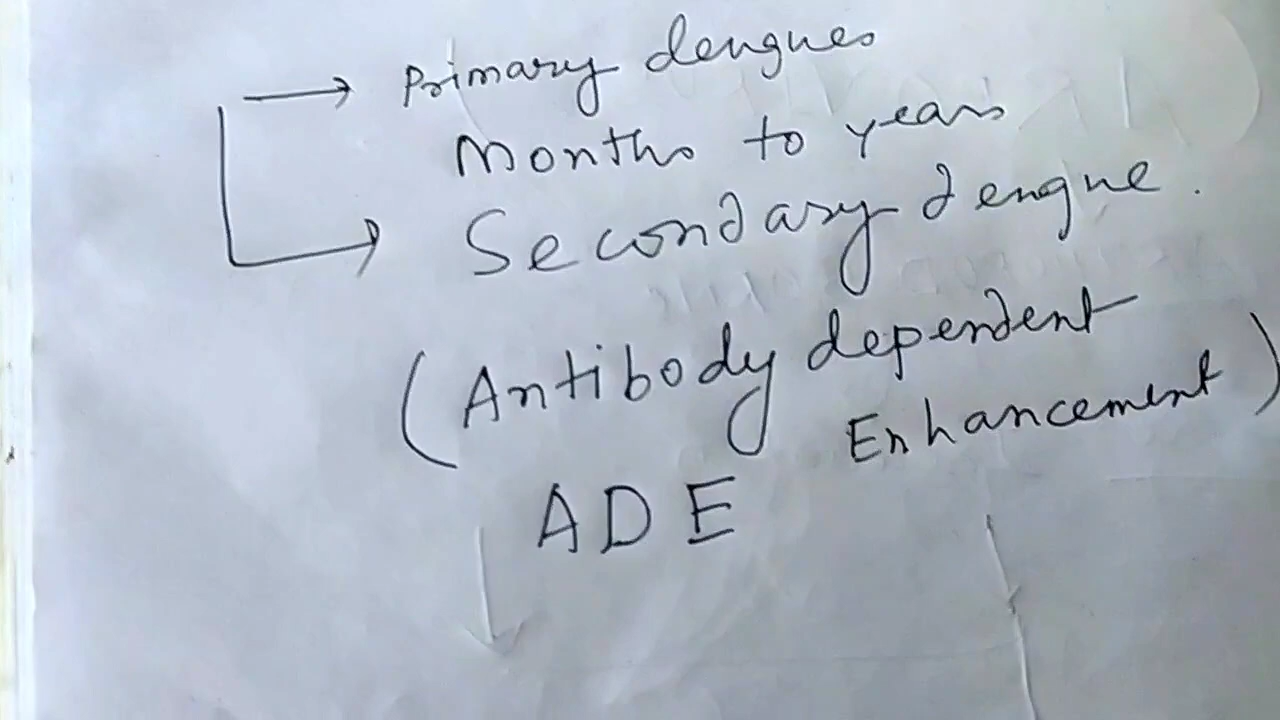 → Primary dengues
Months to years
→ Secondary dengue.
(Antibody dependent
Enhancement)
ADE